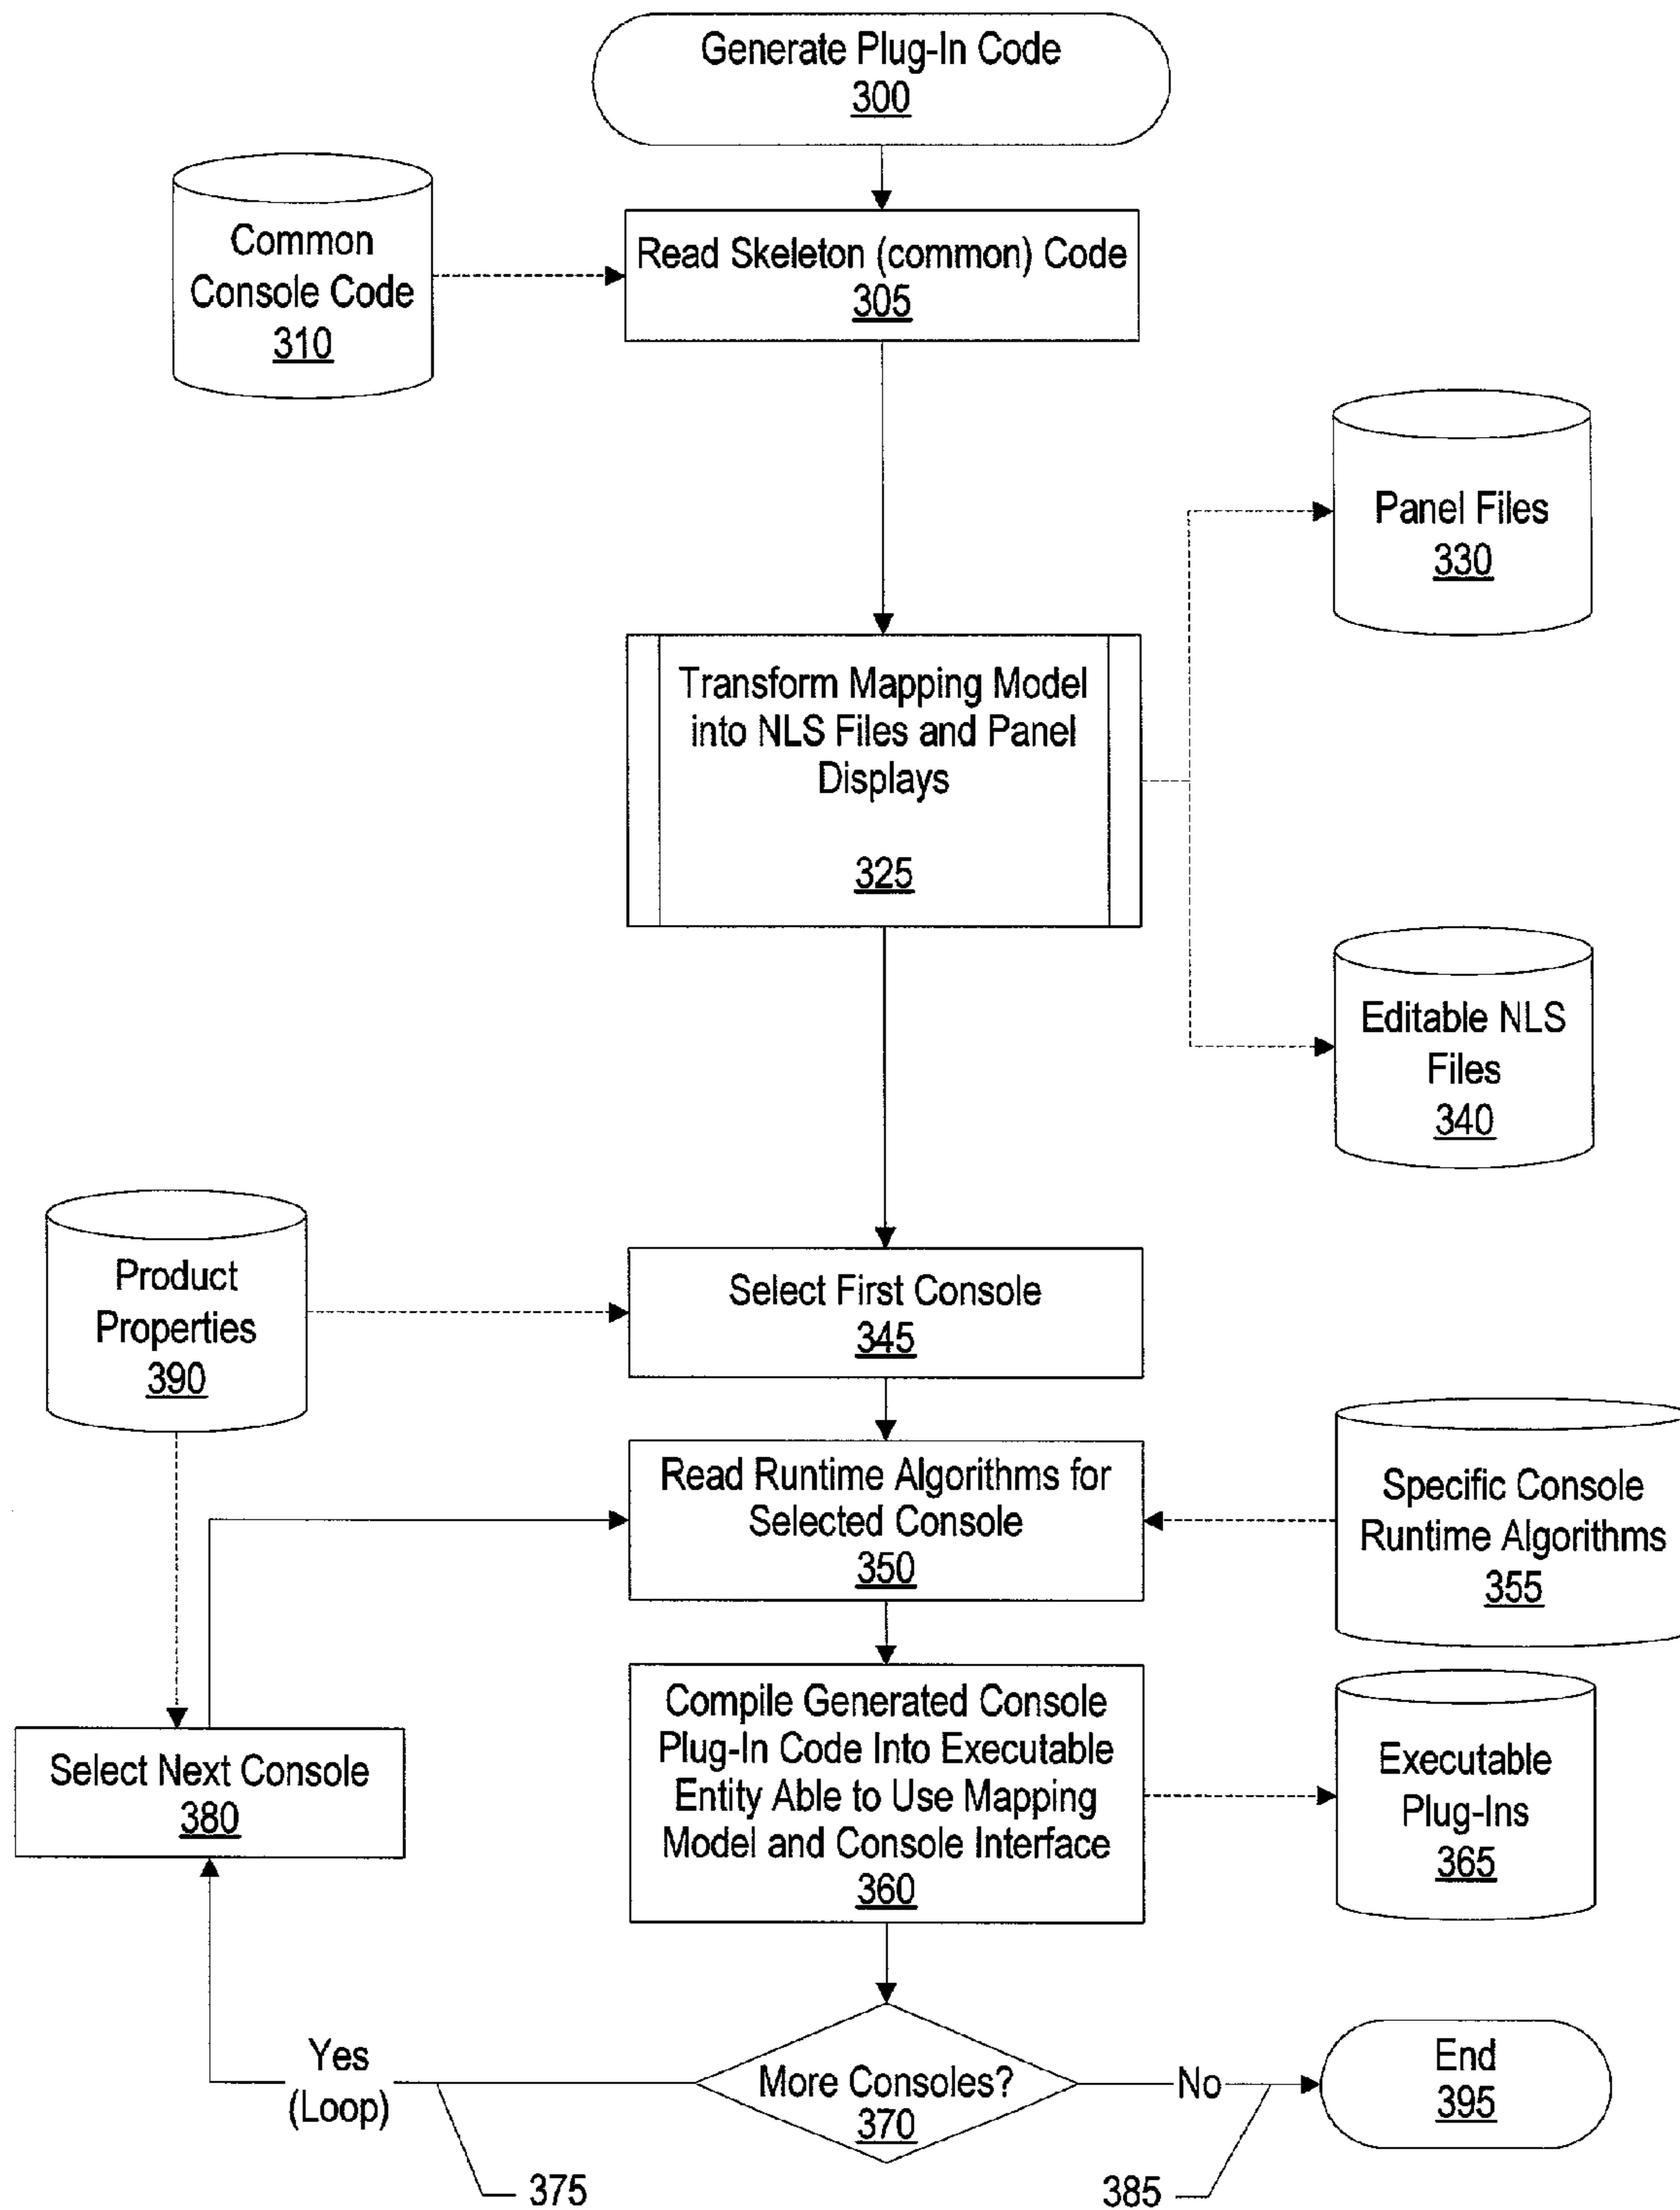 Generate Plug-In Code
300
Common
Console Code
310
Read Skeleton (common) Code
305
Panel Files
330
Transform Mapping Model
into NLS Files and Panel
Displays
325
Editable NLS
Files
340
Product
Properties
390
Select First Console
345
Read Runtime Algorithms for
Selected Console
350
Specific Console
Runtime Algorithms
355
Select Next Console
380
Compile Generated Console
Plug-In Code Into Executable
Entity Able to Use Mapping
Model and Console Interface
360
Executable
Plug-Ins
365
Yes
(Loop)
More Consoles?
370
No
End
395
375
385